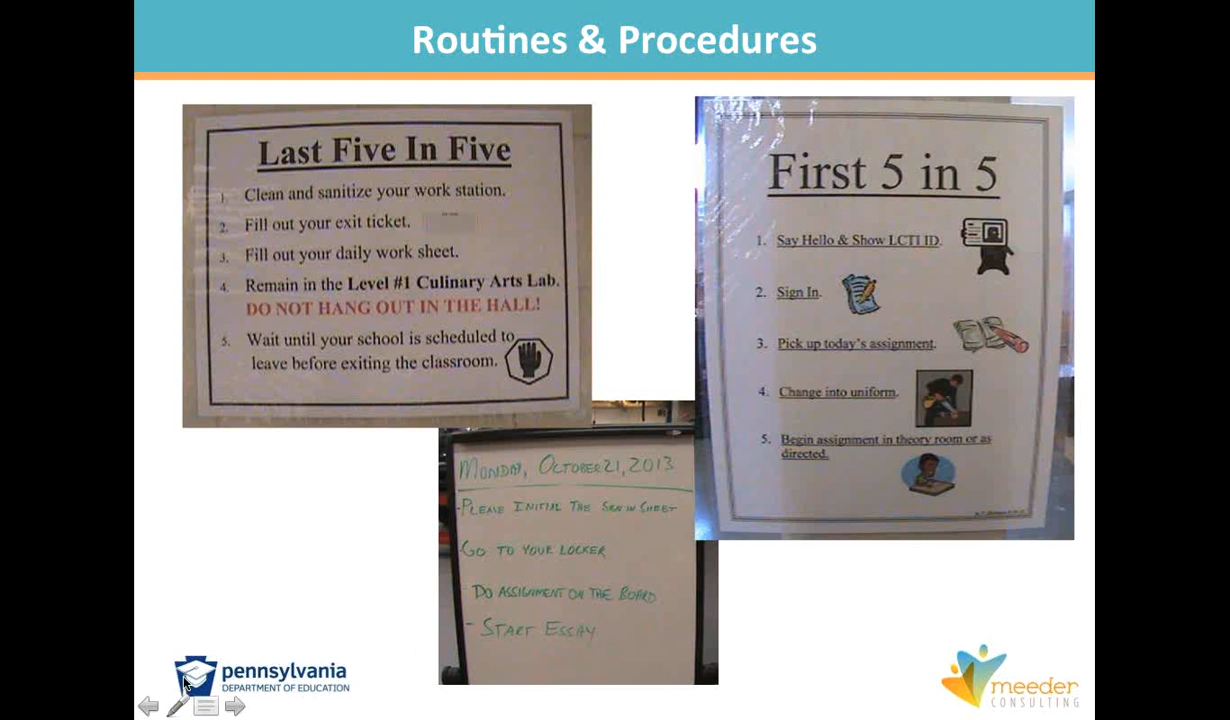 Routines & Procedures
Last Five In Five
1. Clean and sanitize your work station.
2. Fill out your exit ticket.
3. Fill out your daily work sheet.
4. Remain in the Level #1 Culinary Arts Lab.
DO NOT HANG OUT IN THE HALL!
5. Wait until your school is scheduled to
leave before exiting the classroom.
First 5 in 5
1. Say Hello & Show LCTI ID.
2. Sign In.
3. Pick up today's assignment.
4. Change into uniform.
5. Begin assignment in theory room or as
directed.
MONDAY, OCTOBER 21, 2013
- PLEASE INITIAL THE SIGN IN SHEET
- GO TO YOUR LOCKER
- DO ASSIGNMENT ON THE BOARD
- START ESSAY
pennsylvania
DEPARTMENT OF EDUCATION
meeder
CONSULTING